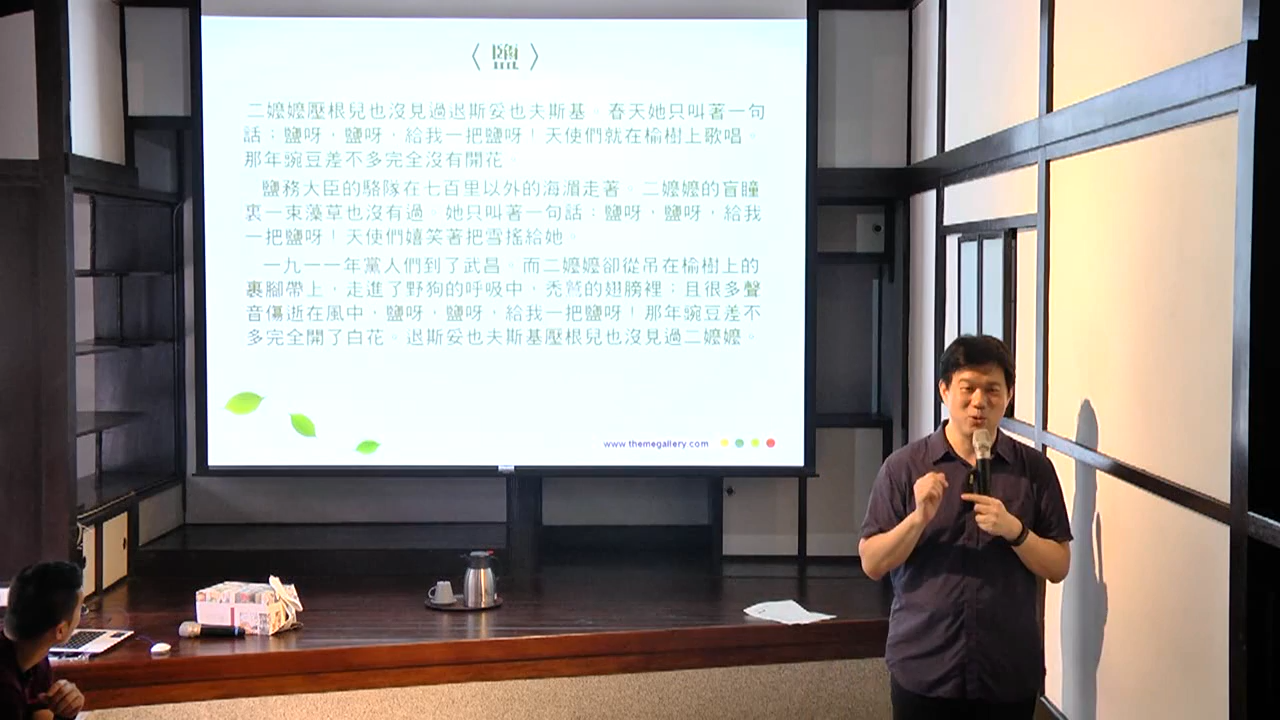 〈鹽〉
二嬤嬤壓根兒也沒見過退斯妥也夫斯基。春天她只叫著一句
話：鹽呀，鹽呀，給我一把鹽呀！天使們就在榆樹上歌唱。
那年豌豆差不多完全沒有開花。
鹽務大臣的駱隊在七百里以外的海湄走著。二嬤嬤的盲瞳
裏一束藻草也沒有過。她只叫著一句話：鹽呀，鹽呀，給我
一把鹽呀！天使們嬉笑著把雪搖給她。
一九一一年黨人們到了武昌。而二嬤嬤卻從吊在榆樹上的
裹腳帶上，走進了野狗的呼吸中，禿鷲的翅膀裡；且很多聲
音傷逝在風中，鹽呀，鹽呀，給我一把鹽呀！那年豌豆差不
多完全開了白花。退斯妥也夫斯基壓根兒也沒見過二嬤嬤。
www.themegallery.com